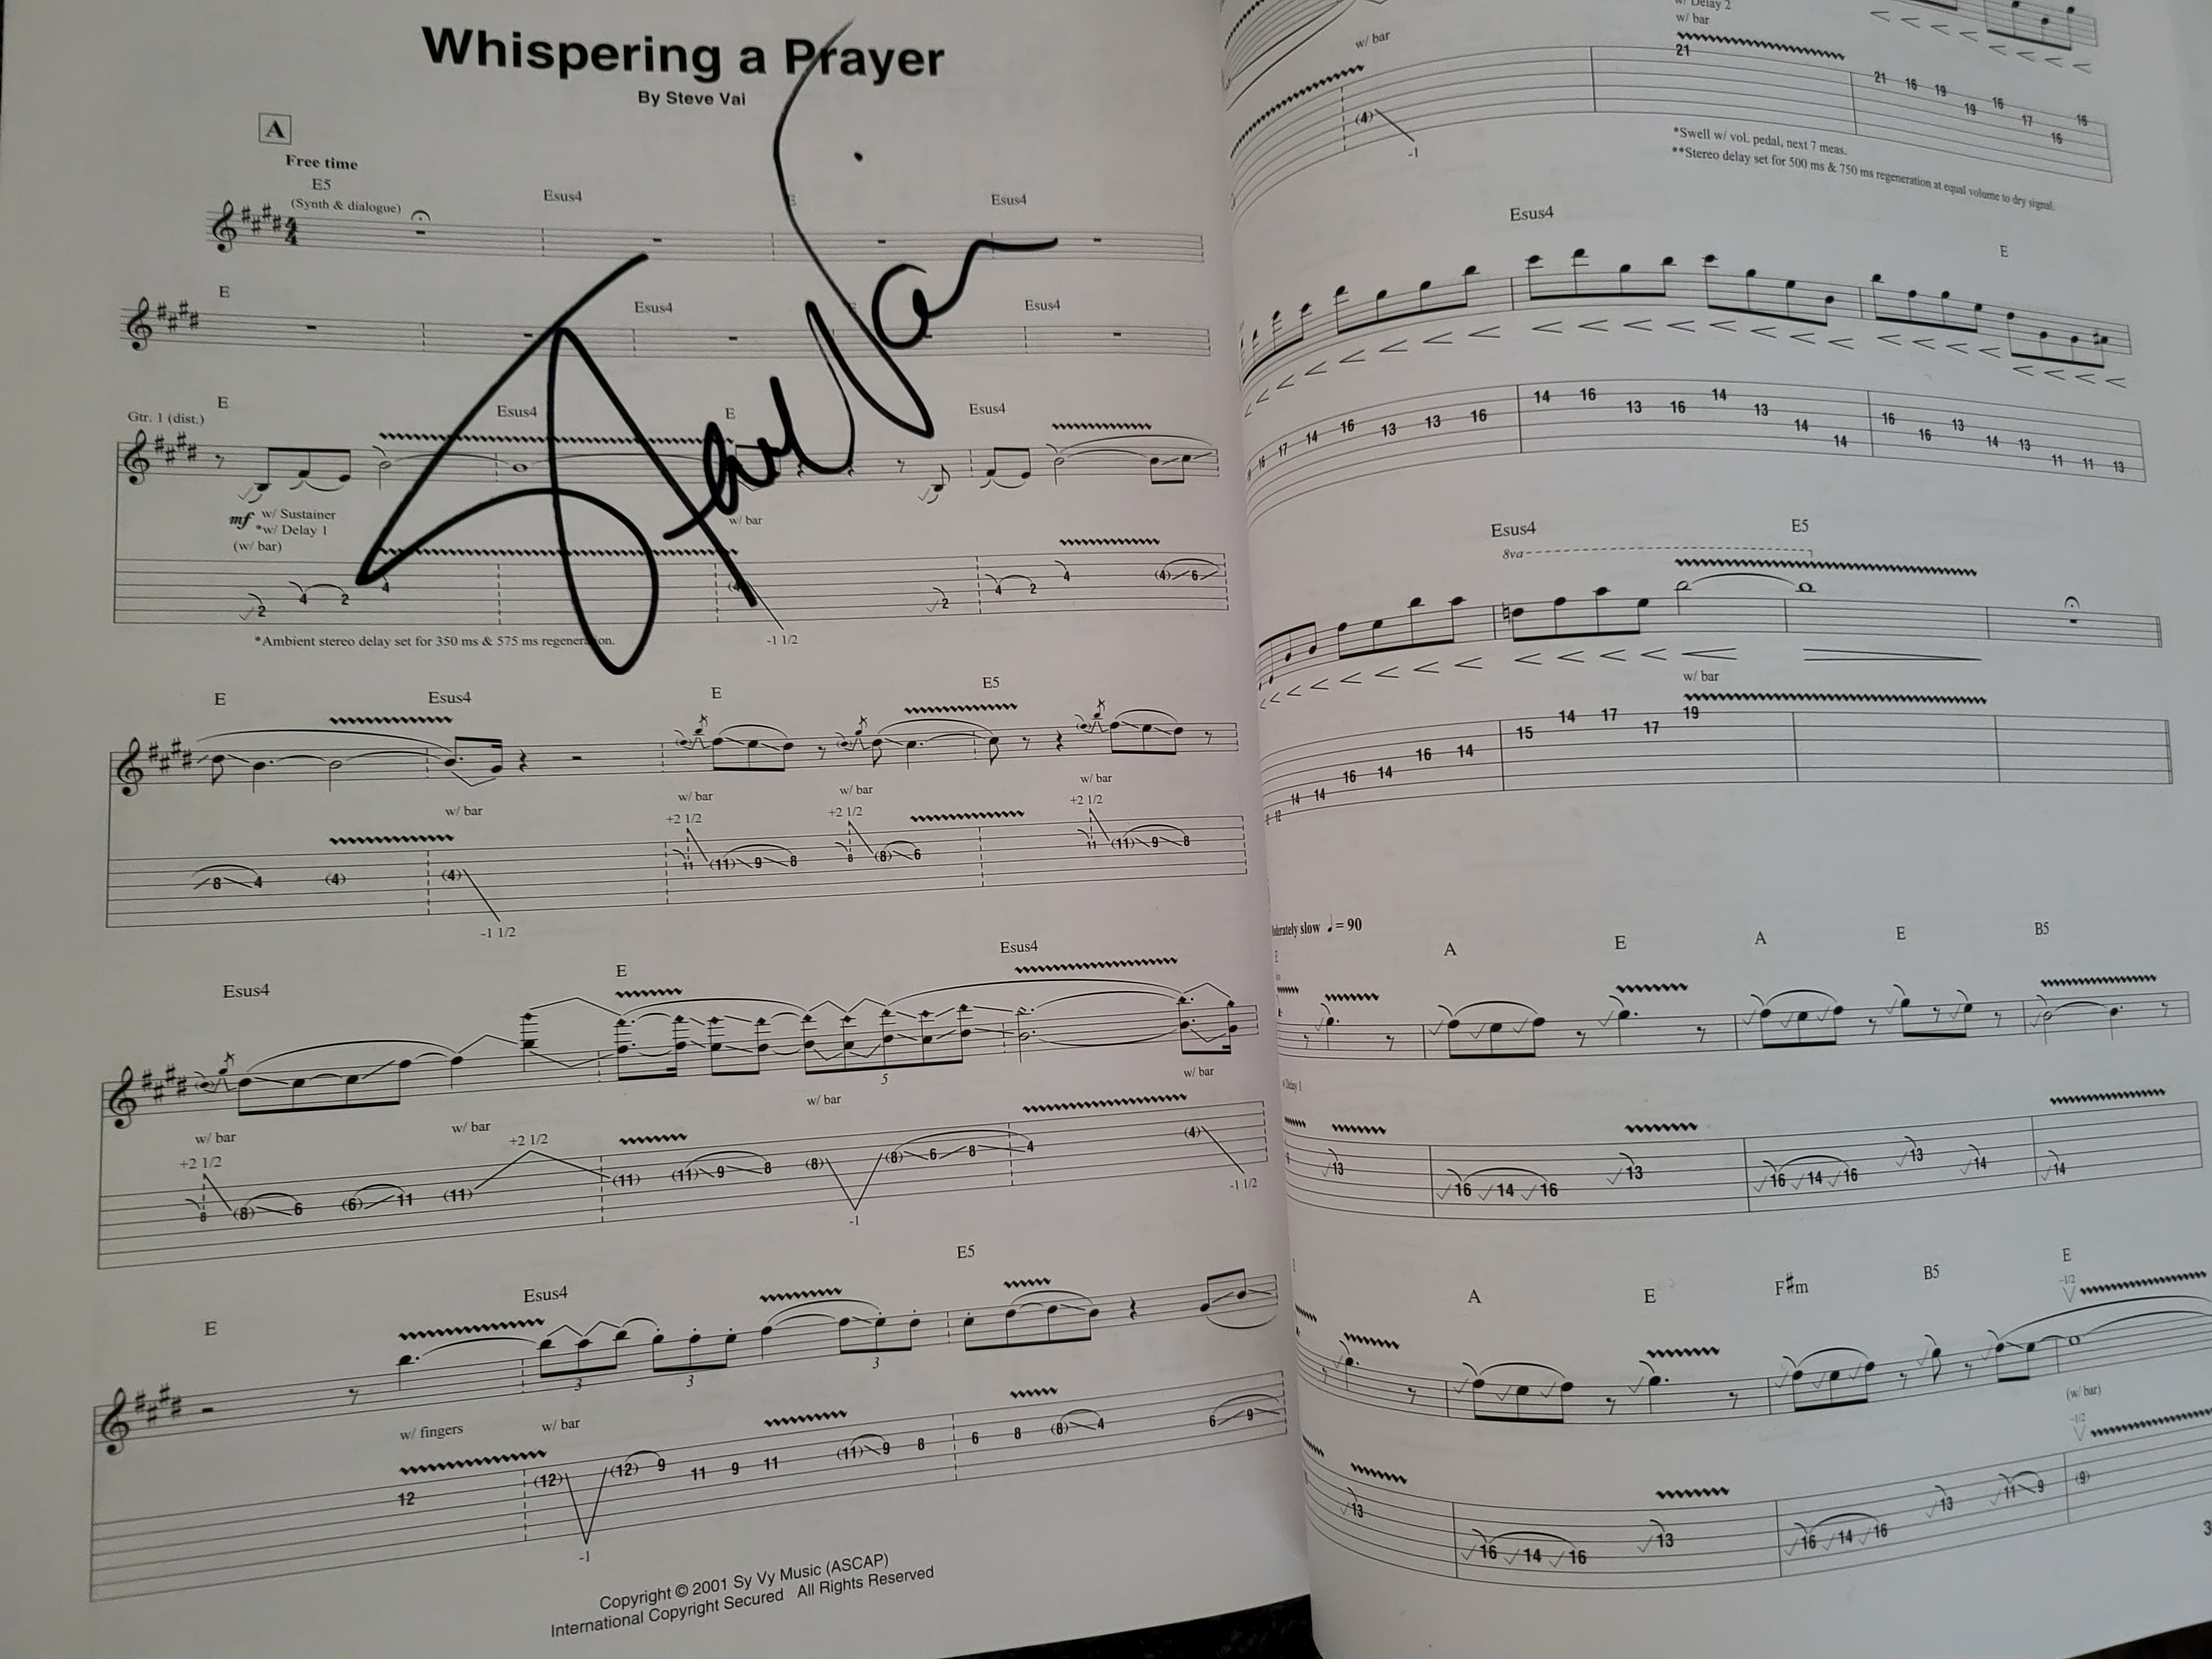 Whispering a Prayer
By Steve Vai
A
Free time
E5
(Synth & dialogue)
Esus4
E
Esus4
4
4
E
Esus4
Esus4
Gtr. 1 (dist.)
E
Esus4
E
Esus4
mf
w/ Sustainer
*w/ Delay 1
(w/ bar)
w/ bar
2 4 2 4 (4) 2 4 2 4 (4) 6
-1 1/2
*Ambient stereo delay set for 350 ms & 575 ms regeneration.
Steve Vai
E Esus4 E E5
w/ bar w/ bar w/ bar w/ bar
+2 1/2 +2 1/2 +2 1/2
8 4 (4) (4) 11 (11) 9 8 8 (8) 6 11 (11) 9 8
-1 1/2
Esus4 E Esus4
5
w/ bar w/ bar w/ bar w/ bar
+2 1/2 +2 1/2
8 (8) 6 (6) 11 (11) (11) (11) 9 8 (8) (8) 6 8 4 (4)
-1 -1 1/2
E Esus4 E5
3 3 3
w/ fingers w/ bar
12 (12) (12) 9 11 9 11 (11) 9 8 6 8 (8) 4 6 9
-1
Copyright © 2001 Sy Vy Music (ASCAP)
International Copyright Secured All Rights Reserved
w/ Delay 2
w/ bar
w/ bar
(4) 21 21 16 19 19 16 17 16 16
-1
*Swell w/ vol. pedal, next 7 meas.
**Stereo delay set for 500 ms & 750 ms regeneration at equal volume to dry signal.
Esus4 E
16 17 14 16 13 13 16 14 16 13 16 14 13 14 14 16 16 13 14 13 11 11 13
Esus4 E5
8va
w/ bar
12 14 14 16 14 16 14 15 14 17 17 19
♩ = 90
slow
E A E A E B5
Delay 1
13 16 14 16 13 16 14 16 13 14 14
A E F#m B5 E
-1/2
(w/ bar)
-1/2
13 16 14 16 13 16 14 16 13 11 9 (9)
3